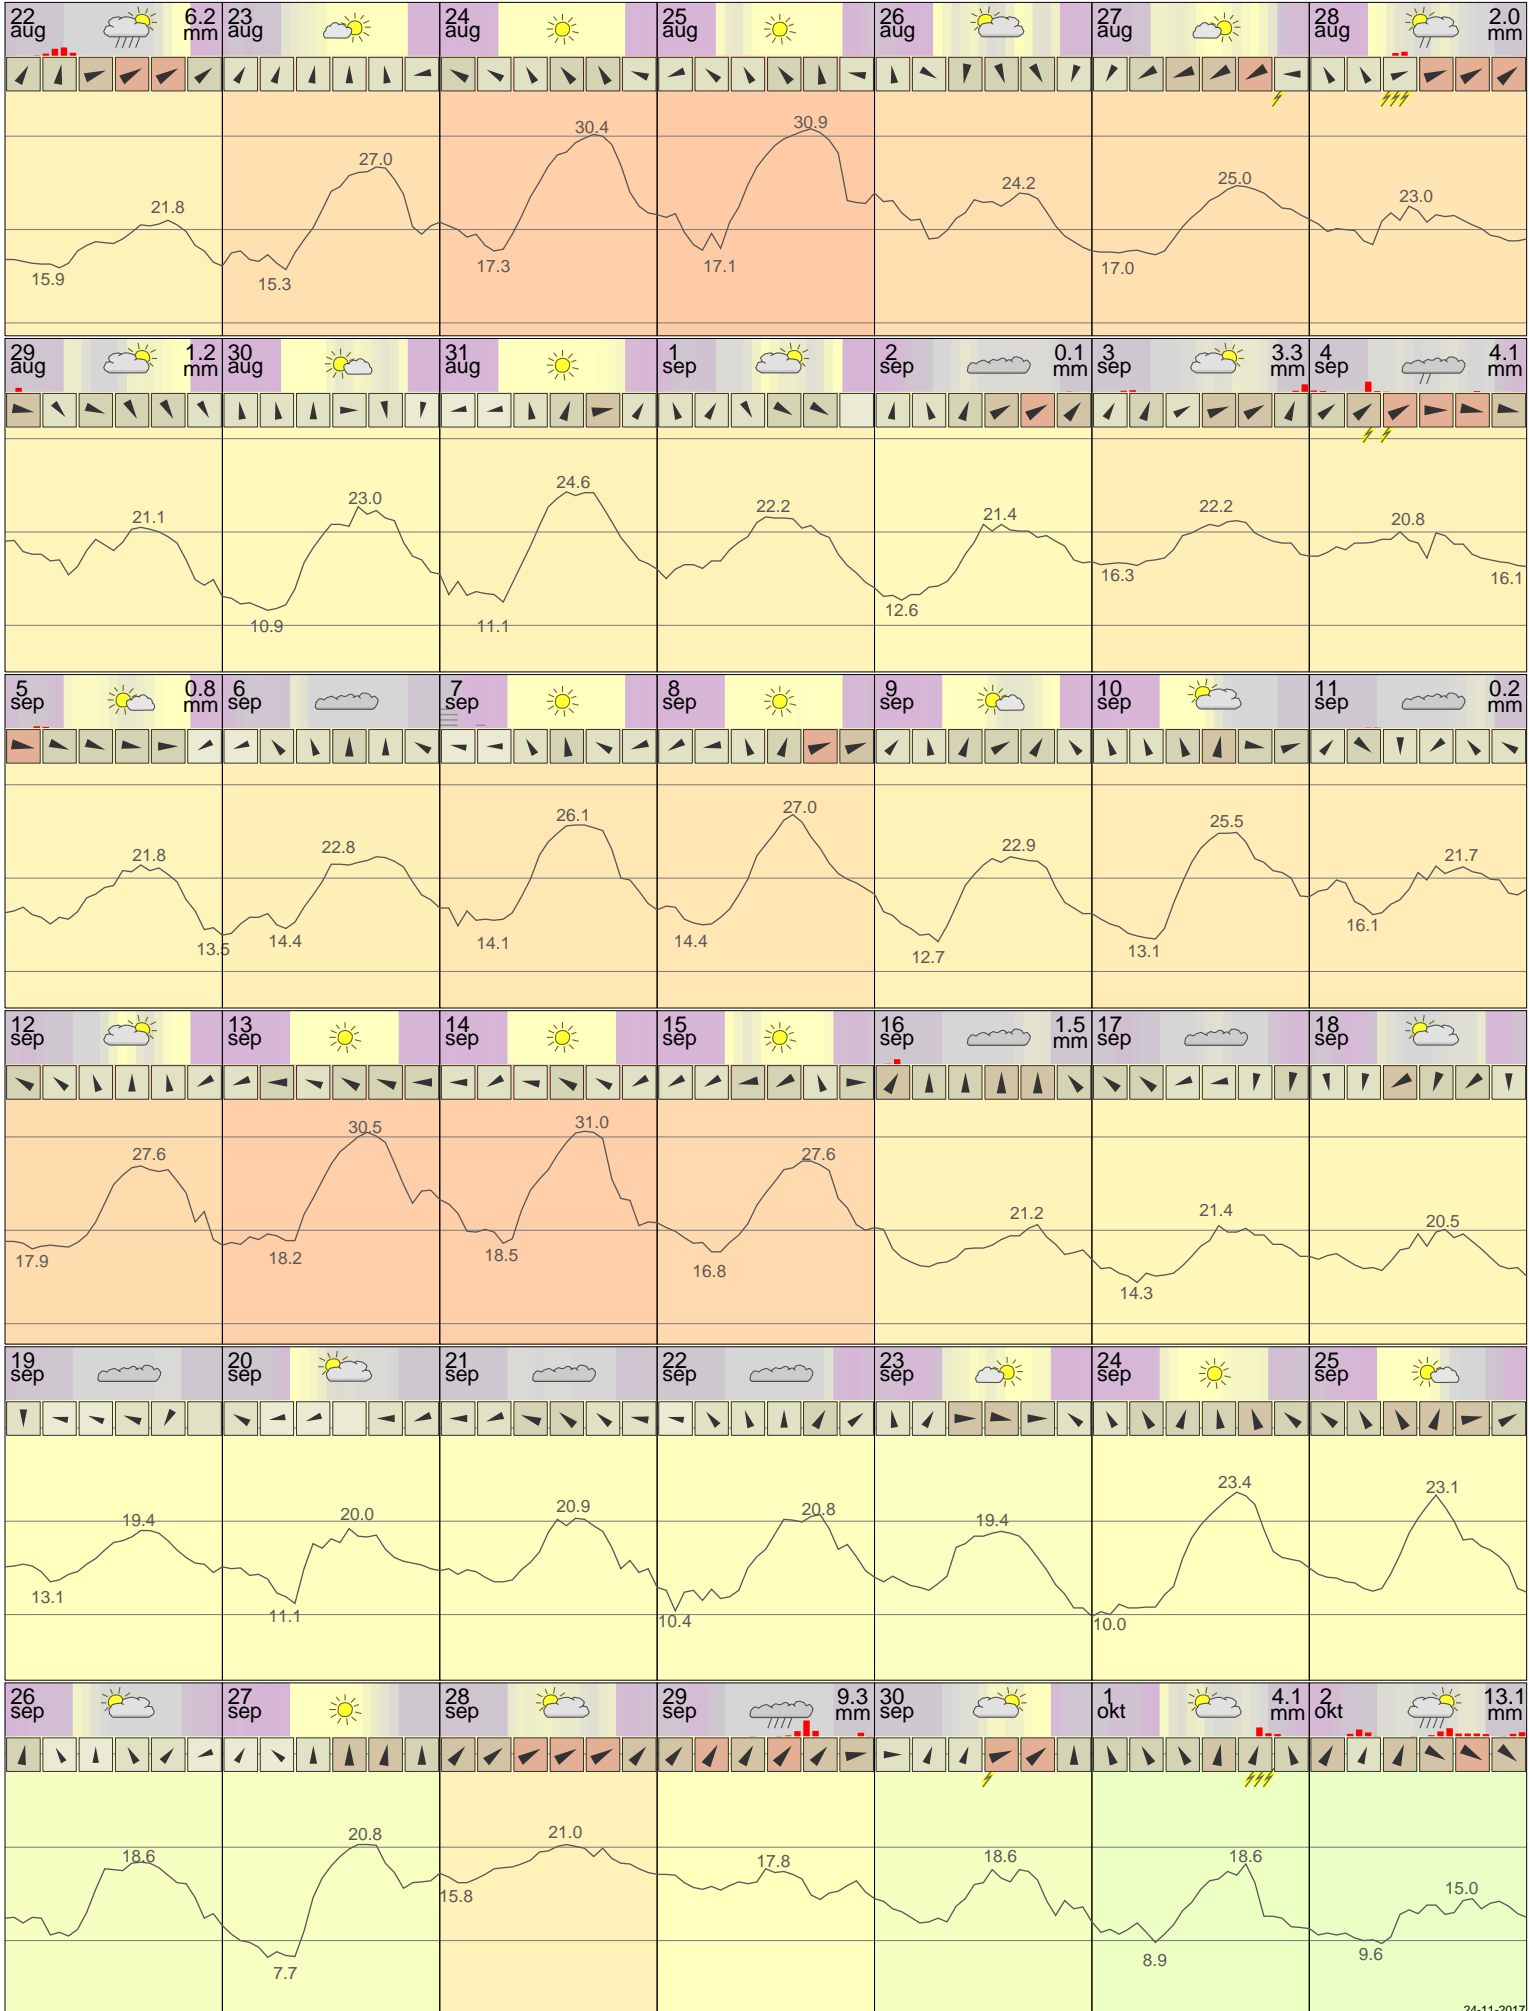 22 aug 6.2 mm 23 aug 24 aug 25 aug 26 aug 27 aug 28 aug 2.0 mm
21.8 27.0 30.4 30.9 24.2 25.0 23.0
15.9 15.3 17.3 17.1 17.0
29 aug 1.2 mm 30 aug 31 aug 1 sep 2 sep 0.1 mm 3 sep 3.3 mm 4 sep 4.1 mm
21.1 23.0 24.6 22.2 21.4 22.2 20.8
10.9 11.1 12.6 16.3 16.1
5 sep 0.8 mm 6 sep 7 sep 8 sep 9 sep 10 sep 11 sep 0.2 mm
21.8 22.8 26.1 27.0 22.9 25.5 21.7
13.5 14.4 14.1 14.4 12.7 13.1 16.1
12 sep 13 sep 14 sep 15 sep 16 sep 1.5 mm 17 sep 18 sep
27.6 30.5 31.0 27.6 21.2 21.4 20.5
17.9 18.2 18.5 16.8 14.3
19 sep 20 sep 21 sep 22 sep 23 sep 24 sep 25 sep
19.4 20.0 20.9 20.8 19.4 23.4 23.1
13.1 11.1 10.4 10.0
26 sep 27 sep 28 sep 29 sep 9.3 mm 30 sep 1 okt 4.1 mm 2 okt 13.1 mm
18.6 20.8 21.0 17.8 18.6 18.6 15.0
7.7 15.8 8.9 9.6
24-11-2017